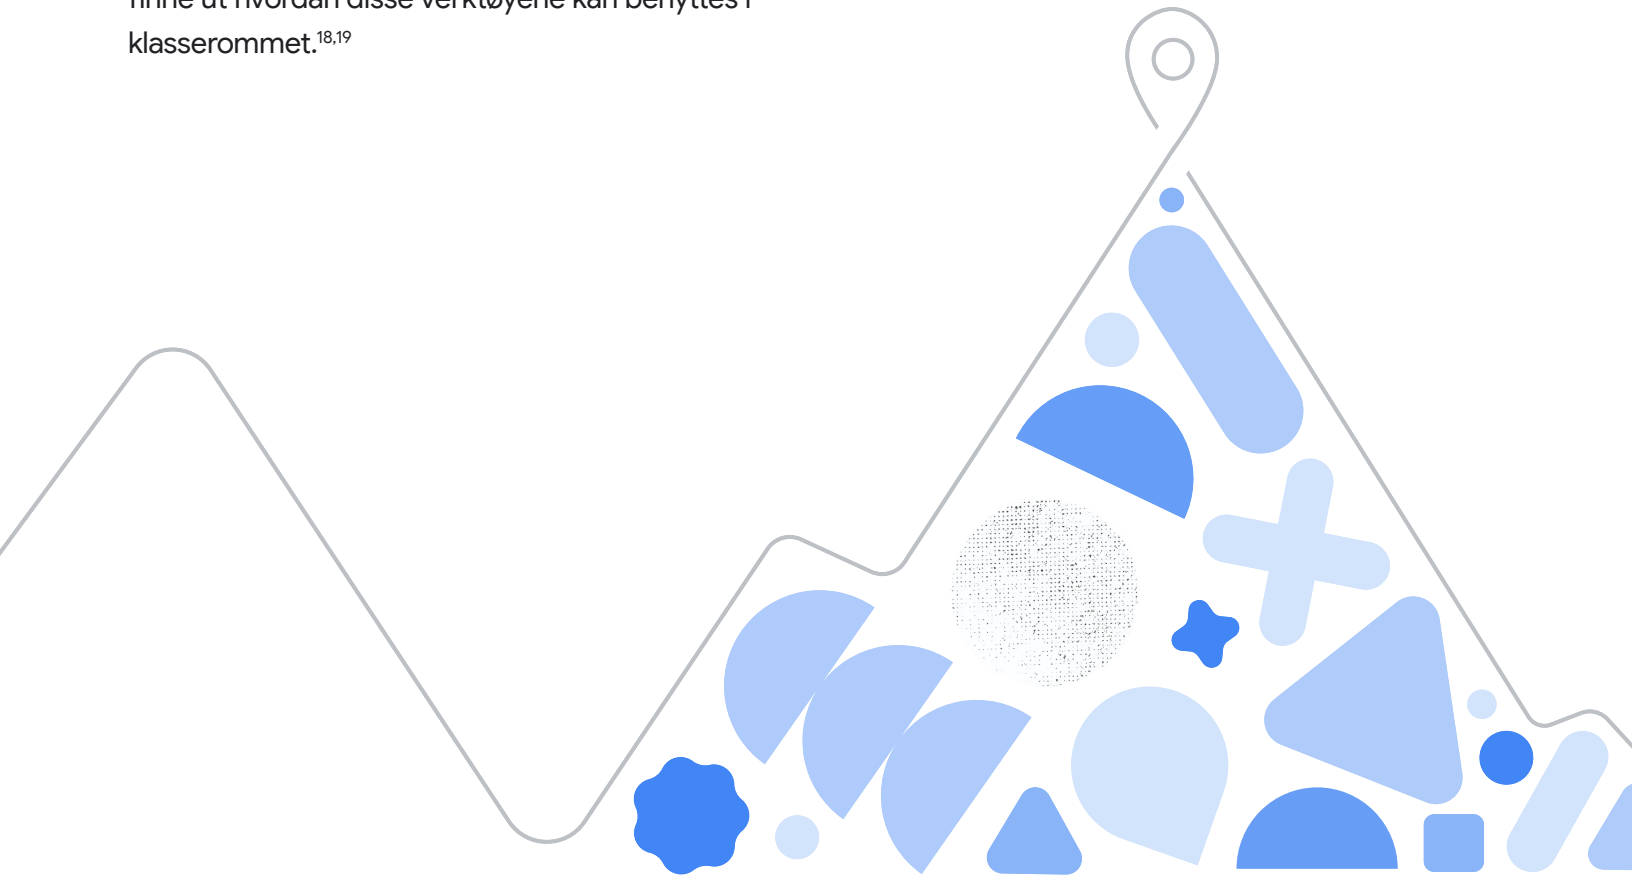 finne ut hvordan disse verktøyene kan benyttes i
klasserommet.18,19